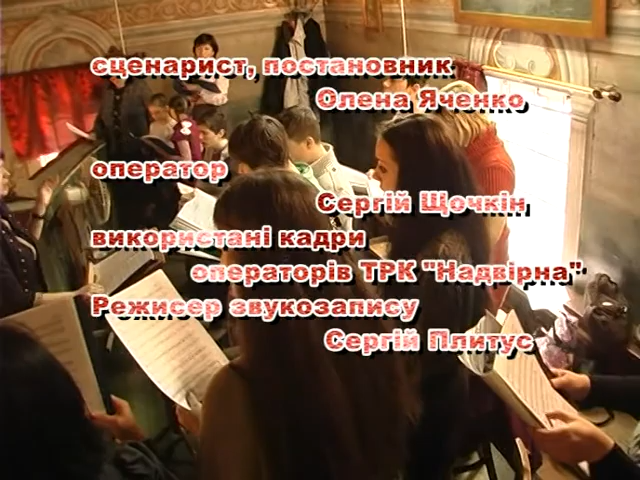 сценарист, постановник
Олена Яченко
оператор
Сергій Щочкін
використані кадри
операторів ТРК "Надвірна"
Режисер звукозапису
Сергій Плитус